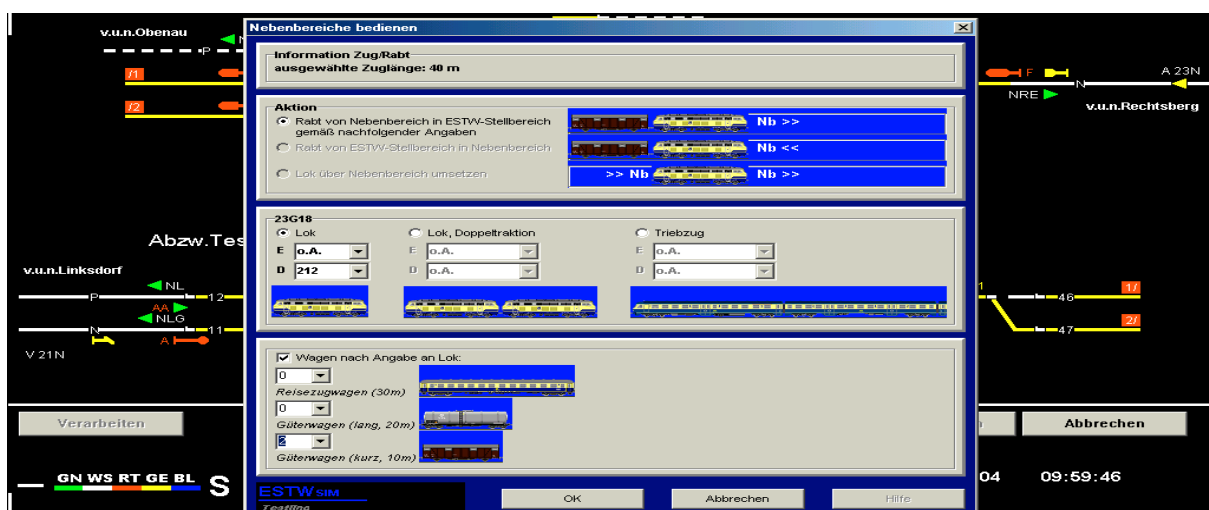 Nebenbereiche bedienen
v.u.n.Obenau
P
Information Zug/Rabt
ausgewählte Zuglänge: 40 m
/1
F
A 23N
N
NRE
v.u.n.Rechtsberg
/2
Aktion
Rabt von Nebenbereich in ESTW-Stellbereich
gemäß nachfolgender Angaben
Nb >>
Rabt von ESTW-Stellbereich in Nebenbereich
Nb <<
Lok über Nebenbereich umsetzen
>> Nb
Nb >>
23G18
Lok
Lok, Doppeltraktion
Triebzug
E o.A.
E o.A.
E o.A.
D 212
D o.A.
D o.A.
Abzw.Tes
v.u.n.Linksdorf
NL
P
12
AA
NLG
N
11
A
V 21N
1/
46
2/
47
Wagen nach Angabe an Lok:
0
Reisezugwagen (30m)
0
Güterwagen (lang, 20m)
2
Güterwagen (kurz, 10m)
Verarbeiten
Abbrechen
GN WS RT GE BL
S
04
09:59:46
ESTWSIM
Testling
OK
Abbrechen
Hilfe